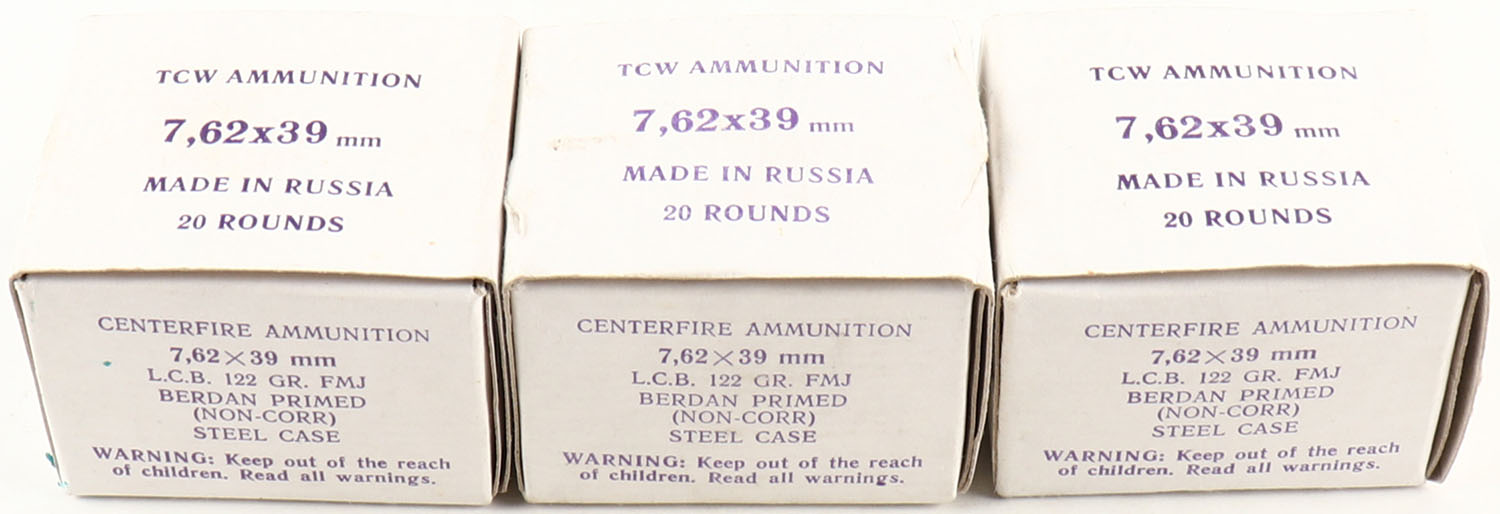 TCW AMMUNITION
7,62x39 mm
MADE IN RUSSIA
20 ROUNDS
CENTERFIRE AMMUNITION
7,62×39 mm
L.C.B. 122 GR. FMJ
BERDAN PRIMED
(NON-CORR)
STEEL CASE
WARNING: Keep out of the reach
of children. Read all warnings.
TCW AMMUNITION
7,62x39 mm
MADE IN RUSSIA
20 ROUNDS
CENTERFIRE AMMUNITION
7,62×39 mm
L.C.B. 122 GR. FMJ
BERDAN PRIMED
(NON-CORR)
STEEL CASE
WARNING: Keep out of the reach
of children. Read all warnings.
TCW AMMUNITION
7,62x39 mm
MADE IN RUSSIA
20 ROUNDS
CENTERFIRE AMMUNITION
7,62×39 mm
L.C.B. 122 GR. FMJ
BERDAN PRIMED
(NON-CORR)
STEEL CASE
WARNING: Keep out of the reach
of children. Read all warnings.